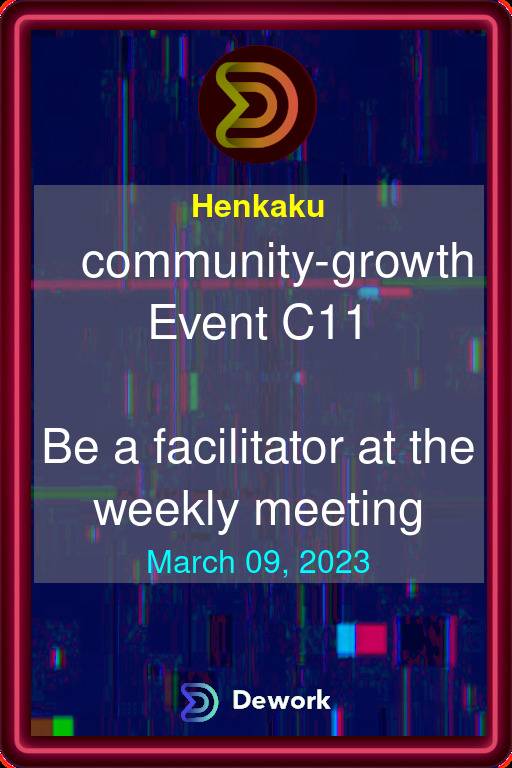 Henkaku
community-growth
Event C11
Be a facilitator at the
weekly meeting
March 09, 2023
Dework